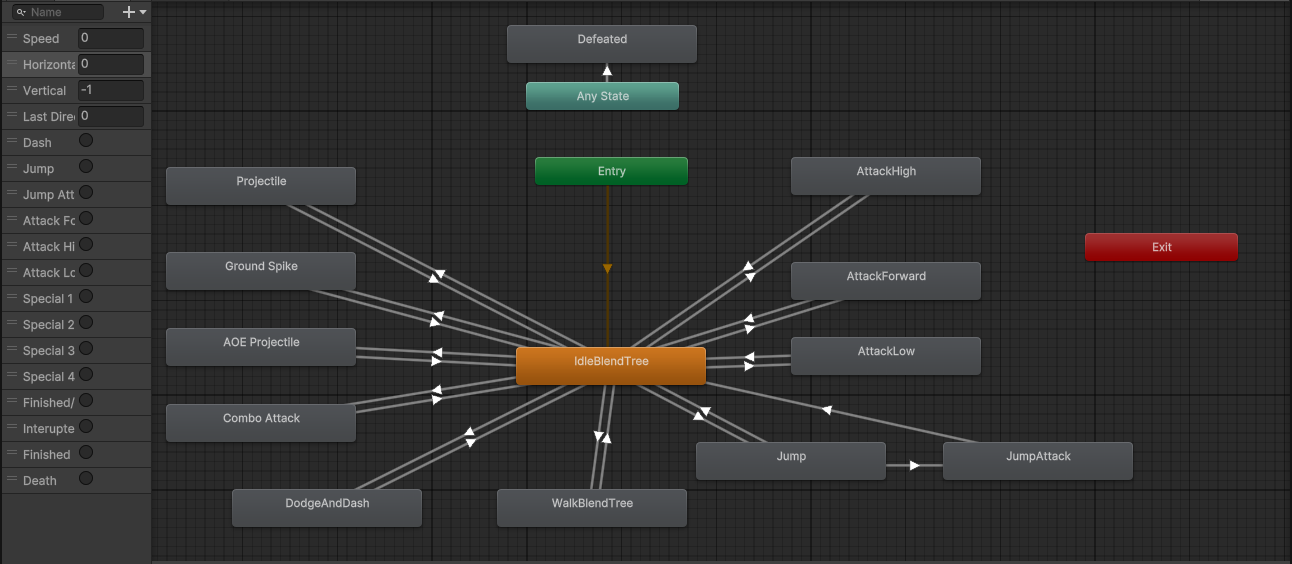 Name
Speed 0
Horizonta 0
Vertical -1
Last Dire 0
Dash
Jump
Jump Att
Attack Fo
Attack Hi
Attack Lo
Special 1
Special 2
Special 3
Special 4
Finished/
Interupte
Finished
Death
Defeated
Any State
Entry
Projectile
AttackHigh
Exit
Ground Spike
AttackForward
AOE Projectile
AttackLow
IdleBlendTree
Combo Attack
Jump
JumpAttack
DodgeAndDash
WalkBlendTree